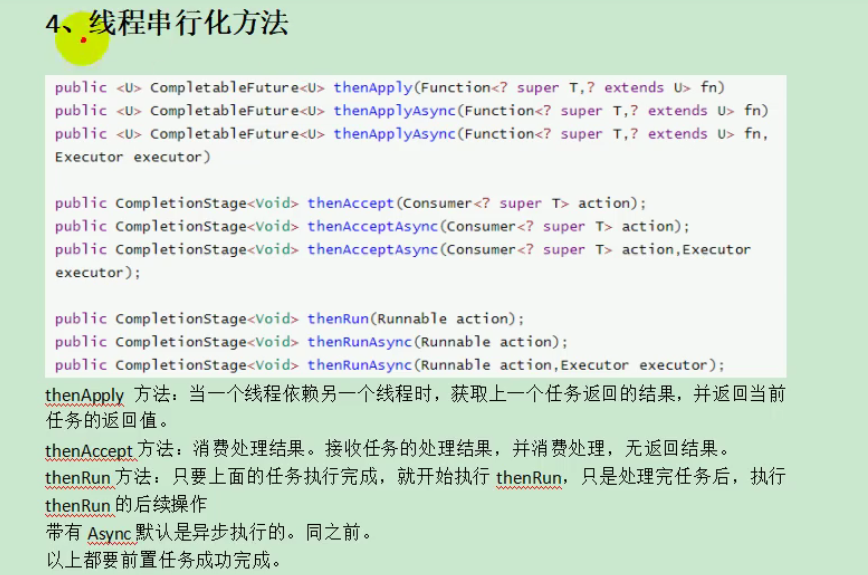 4、线程串行化方法
public <U> CompletableFuture<U> thenApply(Function<? super T,? extends U> fn)
public <U> CompletableFuture<U> thenApplyAsync(Function<? super T,? extends U> fn)
public <U> CompletableFuture<U> thenApplyAsync(Function<? super T,? extends U> fn,
Executor executor)
public CompletionStage<Void> thenAccept(Consumer<? super T> action);
public CompletionStage<Void> thenAcceptAsync(Consumer<? super T> action);
public CompletionStage<Void> thenAcceptAsync(Consumer<? super T> action,Executor
executor);
public CompletionStage<Void> thenRun(Runnable action);
public CompletionStage<Void> thenRunAsync(Runnable action);
public CompletionStage<Void> thenRunAsync(Runnable action,Executor executor);
thenApply 方法：当一个线程依赖另一个线程时，获取上一个任务返回的结果，并返回当前
任务的返回值。
thenAccept 方法：消费处理结果。接收任务的处理结果，并消费处理，无返回结果。
thenRun 方法：只要上面的任务执行完成，就开始执行 thenRun，只是处理完任务后，执行
thenRun 的后续操作
带有 Async 默认是异步执行的。同之前。
以上都要前置任务成功完成。